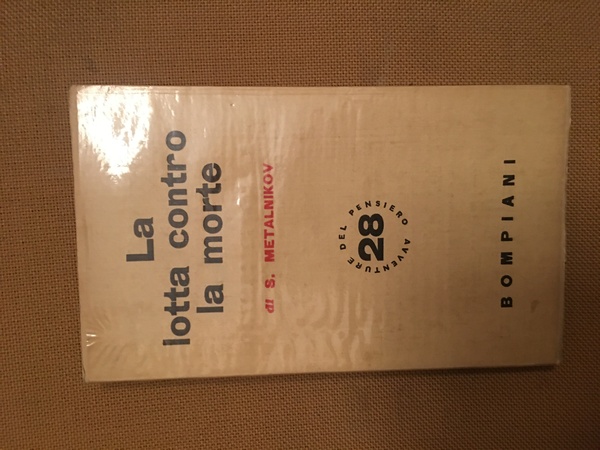 La
lotta contro
la morte
di S. METALNIKOV
AVVENTURE DEL PENSIERO
28
BOMPIANI